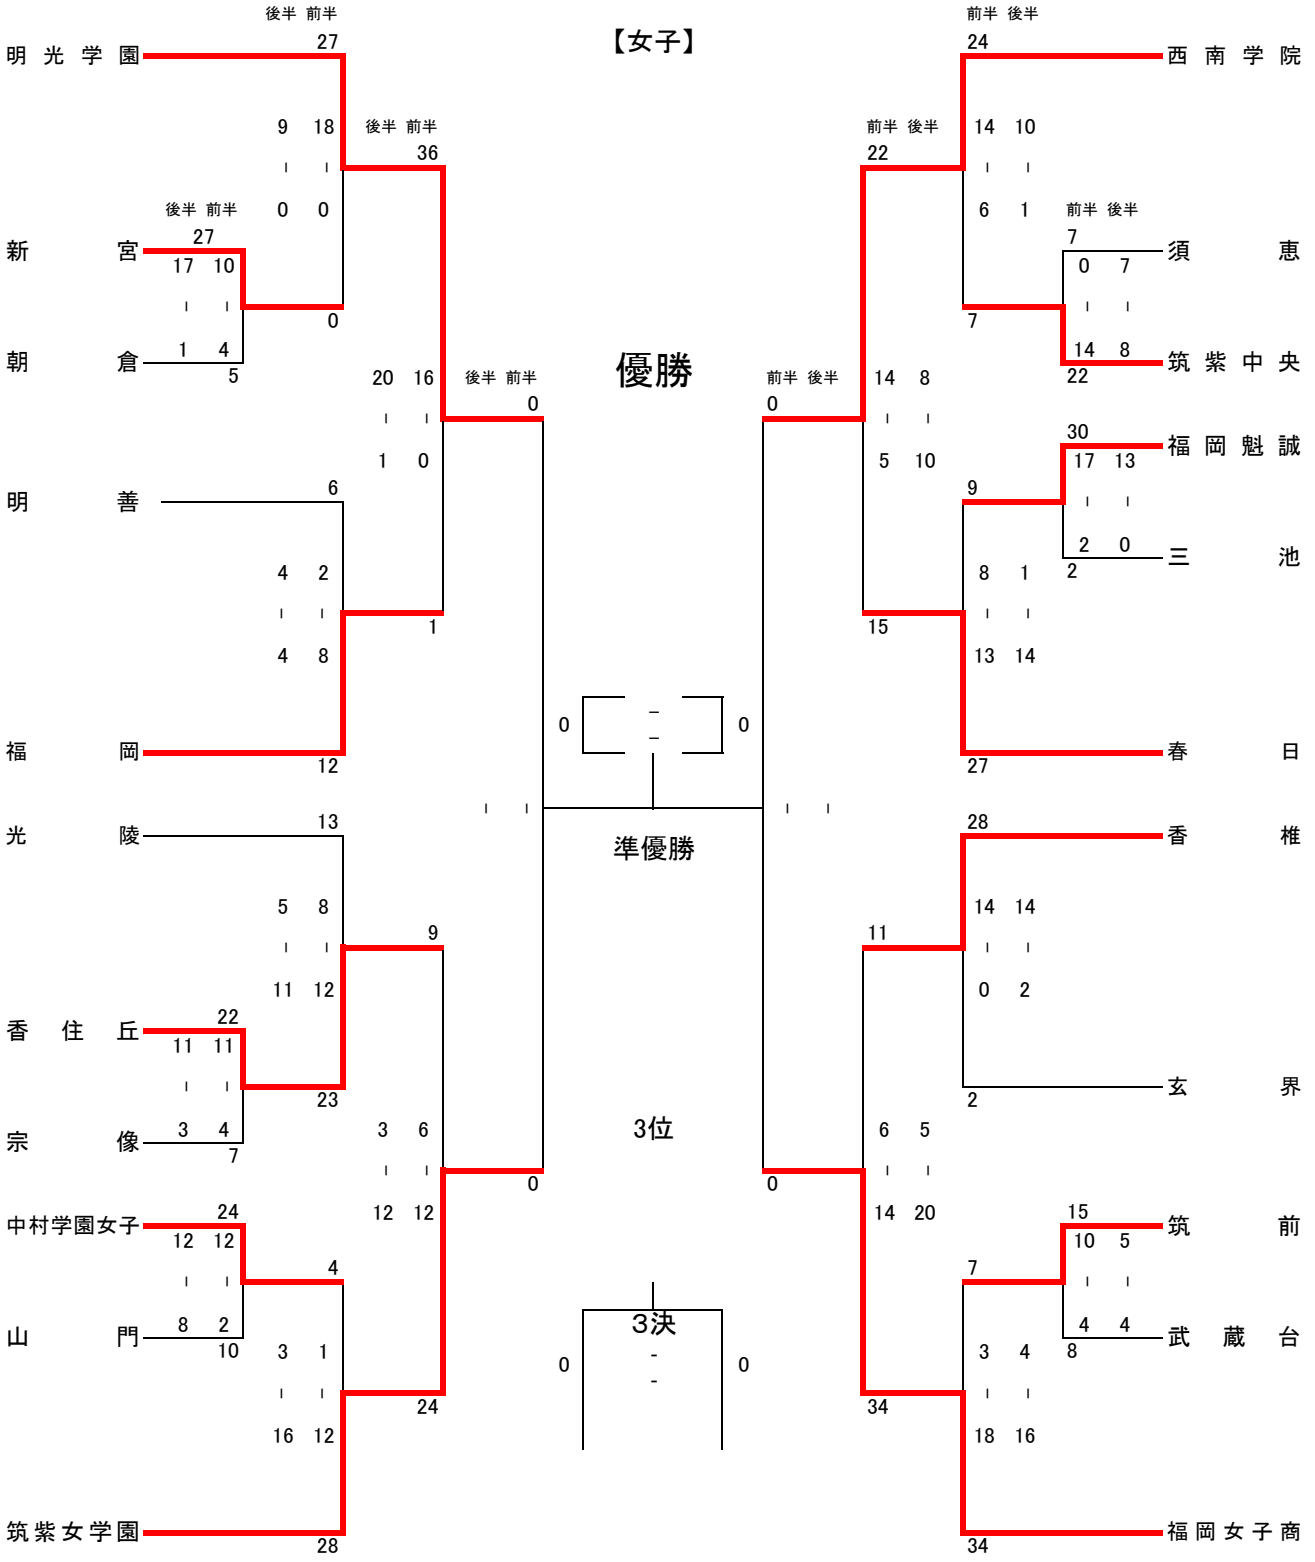 後半 前半
前半 後半
27
【女子】
24
明光学園
西南学院
9 18
後半 前半
前半 後半
14 10
36
22
- -
- -
後半 前半
0 0
6 1
前半 後半
27
7
新宮
須恵
17 10
0 7
- -
- -
0
7
1 4
14 8
朝倉
優勝
筑紫中央
5
22
20 16
後半 前半
前半 後半
14 8
0
0
- -
- -
30
福岡魁誠
1 0
5 10
17 13
6
9
明善
- -
2 0
三池
4 2
8 1
2
- -
- -
1
15
4 8
13 14
0
-
-
0
福岡
春日
12
27
- -
- -
13
28
光陵
準優勝
香椎
5 8
14 14
9
11
- -
- -
11 12
0 2
22
香住丘
11 11
- -
23
2
玄界
3 4
3 6
3位
6 5
宗像
7
- -
- -
0
0
24
12 12
14 20
15
中村学園女子
筑前
12 12
10 5
4
7
- -
- -
8 2
3決
4 4
山門
武蔵台
10
3 1
0
-
-
0
3 4
8
- -
- -
24
34
16 12
18 16
筑紫女学園
福岡女子商
28
34